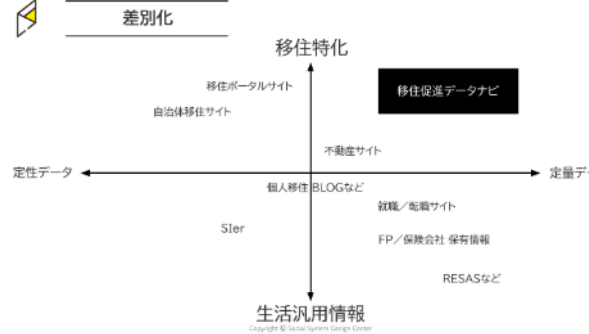 差別化
移住特化
移住ポータルサイト
移住促進データナビ
自治体移住サイト
不動産サイト
定性データ
定量デー
個人移住 BLOGなど
就職／転職サイト
SIer
FP／保険会社 保有情報
RESASなど
生活汎用情報
Copyright © Social System Design Center